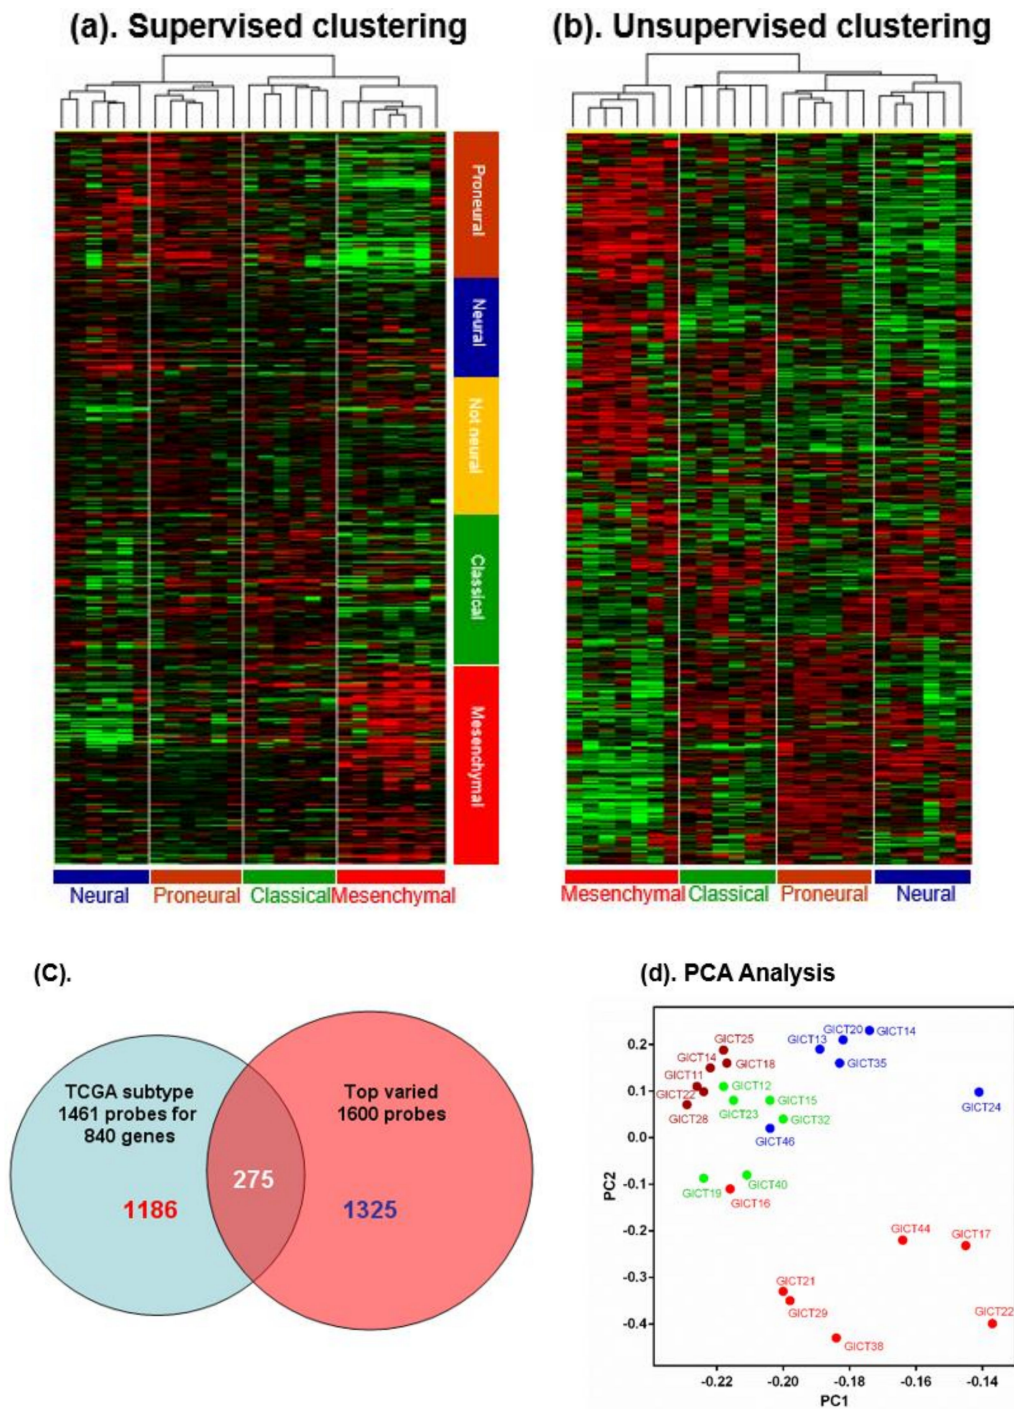 (a). Supervised clustering
(b). Unsupervised clustering
Proneural
Neural
Not neural
Classical
Mesenchymal
Neural
Proneural
Classical
Mesenchymal
Mesenchymal
Classical
Proneural
Neural
(C).
TCGA subtype
1461 probes for
840 genes
1186
275
Top varied
1600 probes
1325
(d). PCA Analysis
PC2
0.2
0.1
0.0
-0.1
-0.2
-0.3
-0.4
GICT25
GICT14
GICT18
GICT11
GICT22
GICT28
GICT12
GICT23
GICT15
GICT32
GICT46
GICT13
GICT20
GICT14
GICT35
GICT24
GICT19
GICT40
GICT16
GICT44
GICT17
GICT21
GICT29
GICT38
GICT22
-0.22
-0.20
-0.18
-0.16
-0.14
PC1